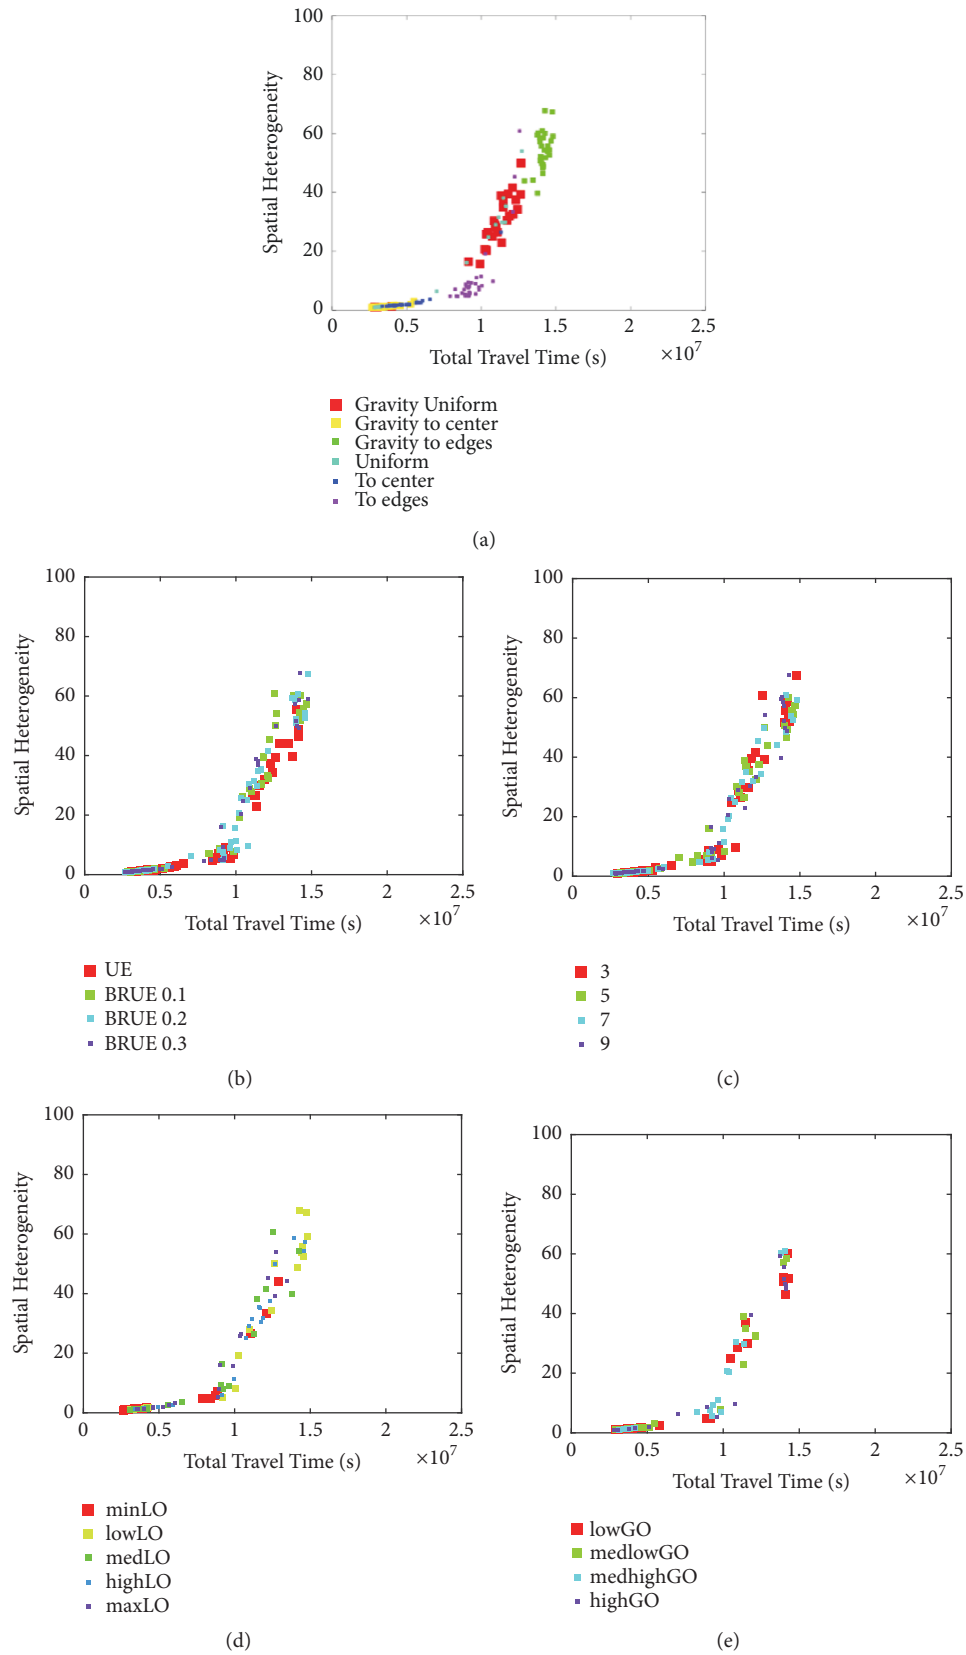 100
80
60
40
20
0
Spatial Heterogeneity
0 0.5 1 1.5 2 2.5
Total Travel Time (s)
×10⁷
Gravity Uniform
Gravity to center
Gravity to edges
Uniform
To center
To edges
(a)
100
80
60
40
20
0
Spatial Heterogeneity
0 0.5 1 1.5 2 2.5
×10⁷
Total Travel Time (s)
UE
BRUE 0.1
BRUE 0.2
BRUE 0.3
(b)
100
80
60
40
20
0
Spatial Heterogeneity
0 0.5 1 1.5 2 2.5
×10⁷
Total Travel Time (s)
3
5
7
9
(c)
100
80
60
40
20
0
Spatial Heterogeneity
0 0.5 1 1.5 2 2.5
×10⁷
Total Travel Time (s)
minLO
lowLO
medLO
highLO
maxLO
(d)
100
80
60
40
20
0
Spatial Heterogeneity
0 0.5 1 1.5 2 2.5
×10⁷
Total Travel Time (s)
lowGO
medlowGO
medhighGO
highGO
(e)